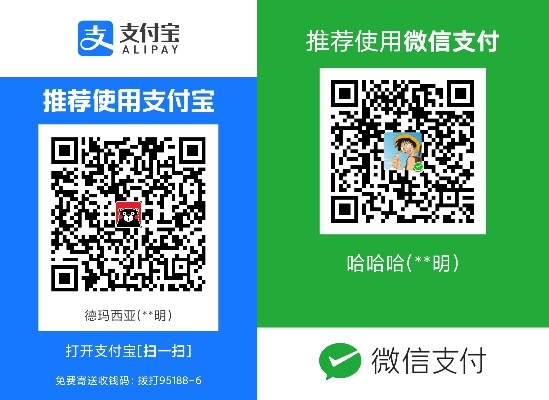 支付宝
ALIPAY
推荐使用支付宝
德玛西亚(**明)
打开支付宝[扫一扫]
免费寄送收钱码：拨打95188-6
推荐使用微信支付
哈哈哈(**明)
微信支付